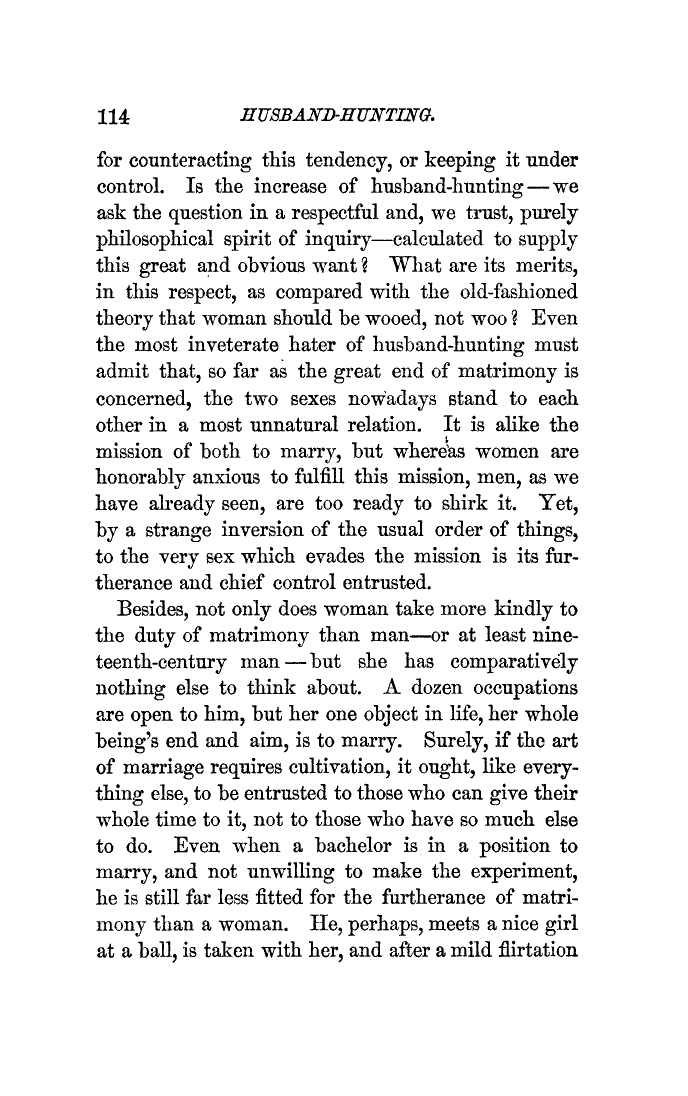 114 HUSBAND-HUNTING.
for counteracting this tendency, or keeping it under
control. Is the increase of husband-hunting—we
ask the question in a respectful and, we trust, purely
philosophical spirit of inquiry—calculated to supply
this great and obvious want? What are its merits,
in this respect, as compared with the old-fashioned
theory that woman should be wooed, not woo? Even
the most inveterate hater of husband-hunting must
admit that, so far as the great end of matrimony is
concerned, the two sexes nowadays stand to each
other in a most unnatural relation. It is alike the
mission of both to marry, but whereas women are
honorably anxious to fulfill this mission, men, as we
have already seen, are too ready to shirk it. Yet,
by a strange inversion of the usual order of things,
to the very sex which evades the mission is its fur-
therance and chief control entrusted.
Besides, not only does woman take more kindly to
the duty of matrimony than man—or at least nine-
teenth-century man—but she has comparatively
nothing else to think about. A dozen occupations
are open to him, but her one object in life, her whole
being's end and aim, is to marry. Surely, if the art
of marriage requires cultivation, it ought, like every-
thing else, to be entrusted to those who can give their
whole time to it, not to those who have so much else
to do. Even when a bachelor is in a position to
marry, and not unwilling to make the experiment,
he is still far less fitted for the furtherance of matri-
mony than a woman. He, perhaps, meets a nice girl
at a ball, is taken with her, and after a mild flirtation